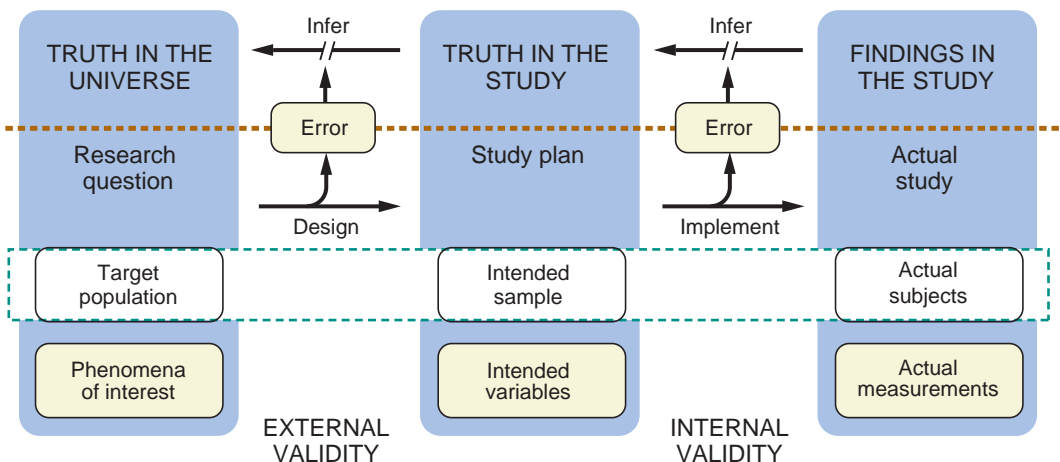 Infer
Infer
TRUTH IN THE
UNIVERSE
TRUTH IN THE
STUDY
FINDINGS IN
THE STUDY
Error
Error
Research
question
Study plan
Actual
study
Design
Implement
Target
population
Intended
sample
Actual
subjects
Phenomena
of interest
Intended
variables
Actual
measurements
EXTERNAL
VALIDITY
INTERNAL
VALIDITY